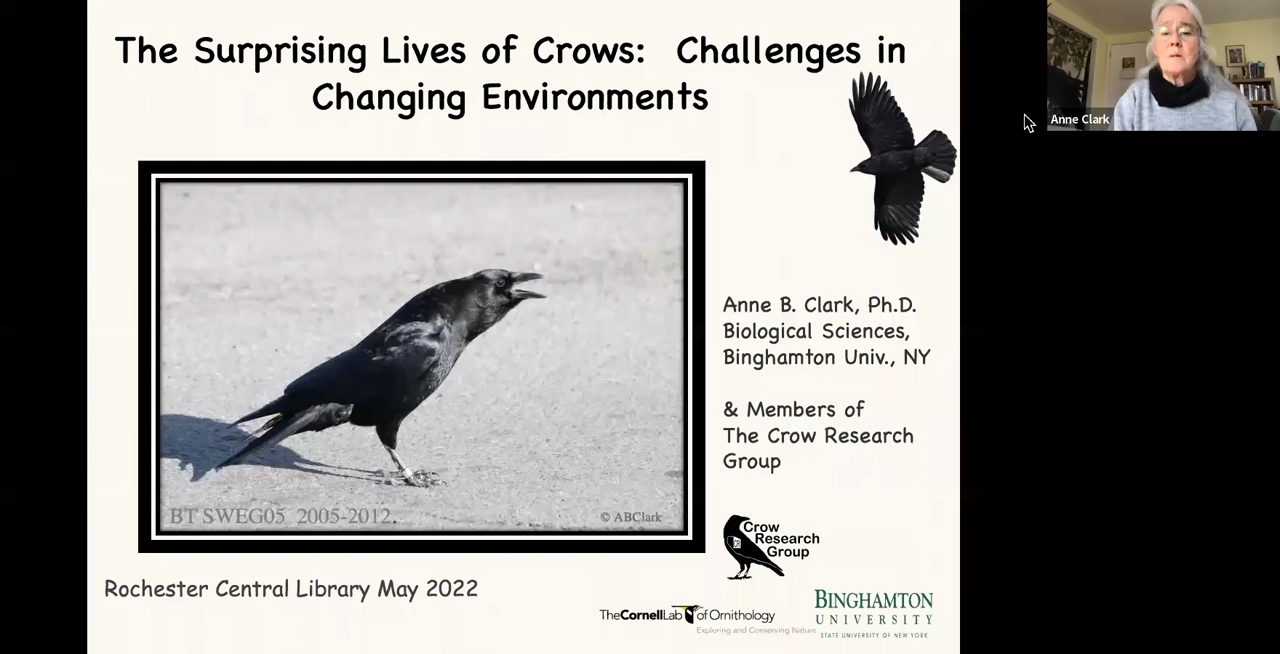 The Surprising Lives of Crows: Challenges in
Changing Environments
Anne Clark
Anne B. Clark, Ph.D.
Biological Sciences,
Binghamton Univ., NY
& Members of
The Crow Research
Group
BT SWEG05 2005-2012.
© ABClark
Crow
Research
Group
Rochester Central Library May 2022
TheCornellLab of Ornithology
Exploring and Conserving Nature
BINGHAMTON
UNIVERSITY
STATE UNIVERSITY OF NEW YORK